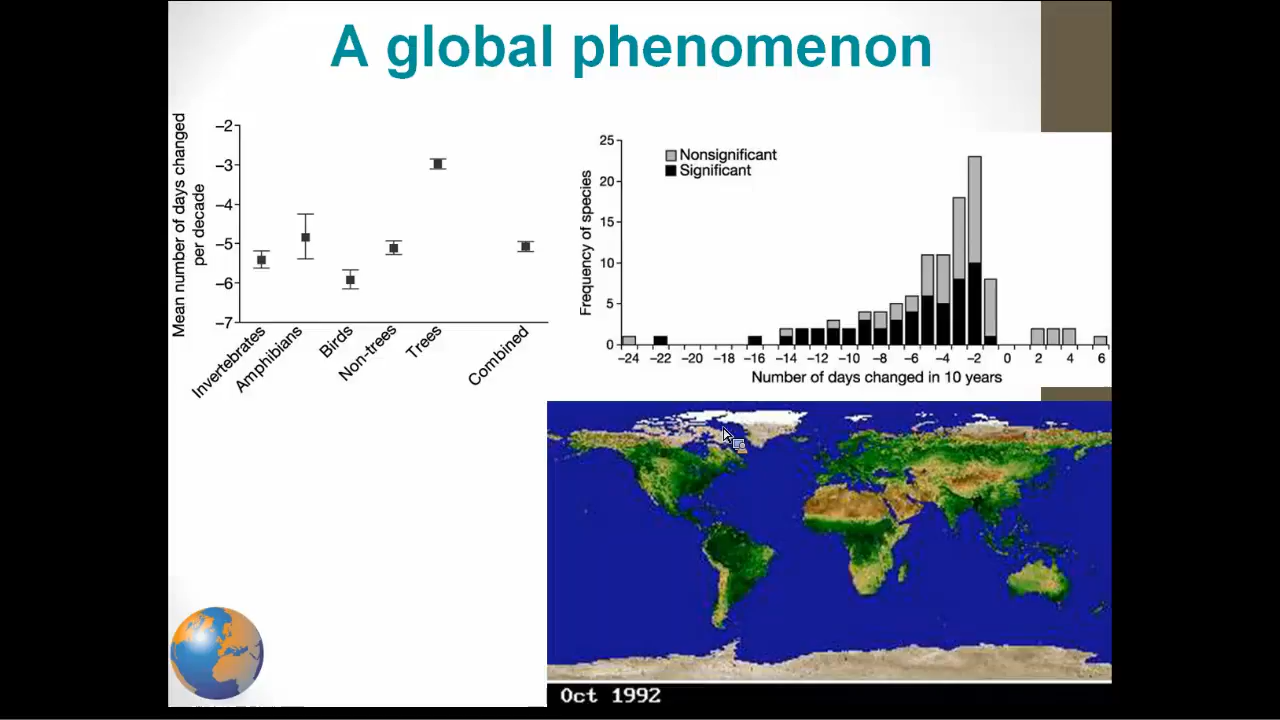 A global phenomenon
Mean number of days changed
per decade
−2
−3
−4
−5
−6
−7
Invertebrates
Amphibians
Birds
Non-trees
Trees
Combined
Frequency of species
25
20
15
10
5
0
Nonsignificant
Significant
−24 −22 −20 −18 −16 −14 −12 −10 −8 −6 −4 −2 0 2 4 6
Number of days changed in 10 years
Oct 1992